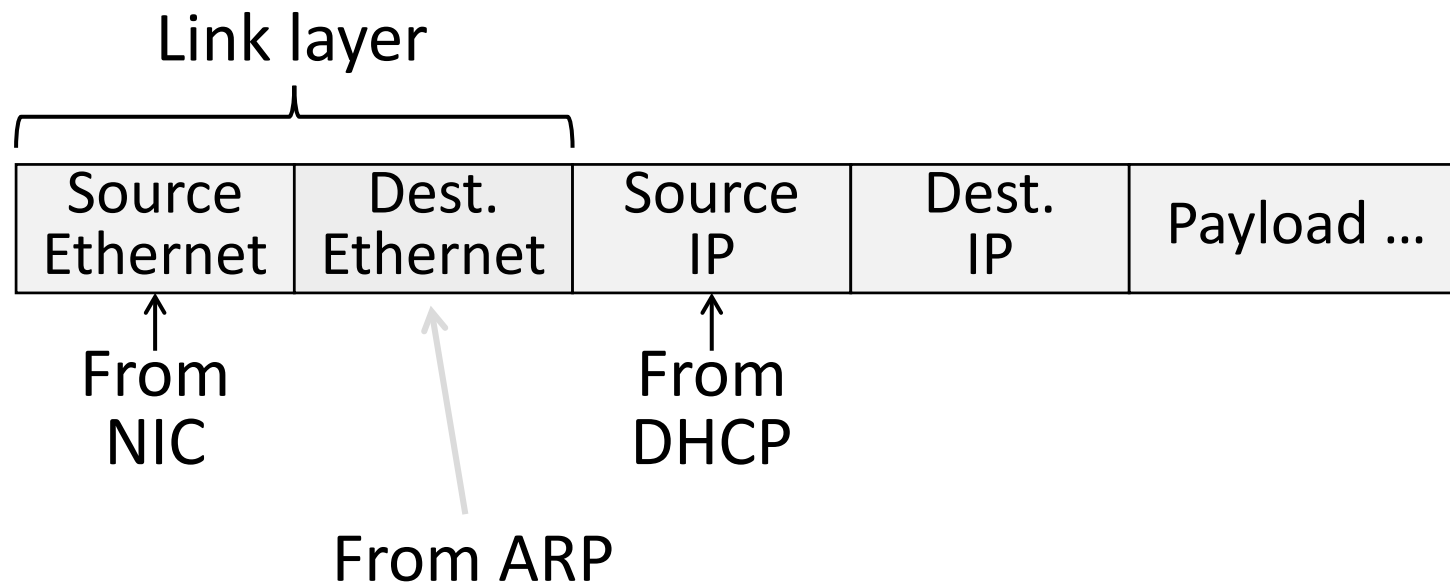 Link layer
Source
Ethernet
Dest.
Ethernet
Source
IP
Dest.
IP
Payload ...
From
NIC
From
DHCP
From ARP